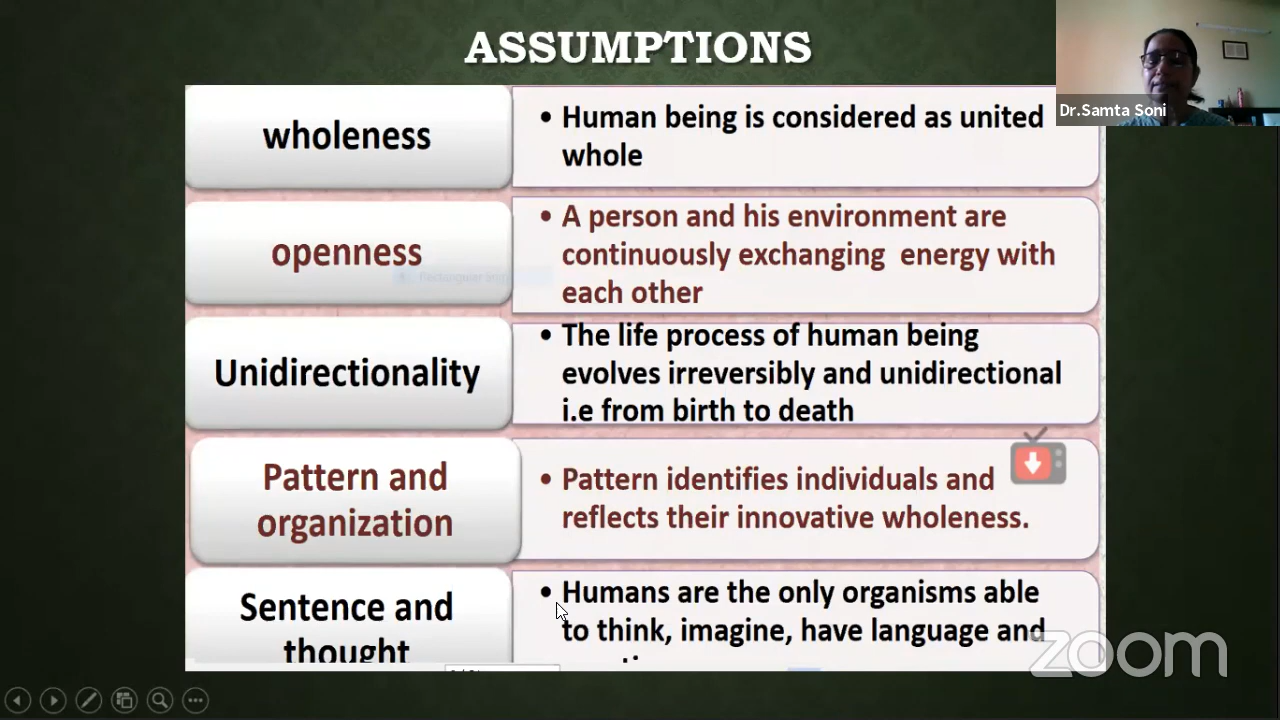 ASSUMPTIONS
Dr.Samta Soni
wholeness
• Human being is considered as united
whole
openness
• A person and his environment are
continuously exchanging energy with
each other
Unidirectionality
• The life process of human being
evolves irreversibly and unidirectional
i.e from birth to death
Pattern and
organization
• Pattern identifies individuals and
reflects their innovative wholeness.
Sentence and
thought
• Humans are the only organisms able
to think, imagine, have language and
zoom